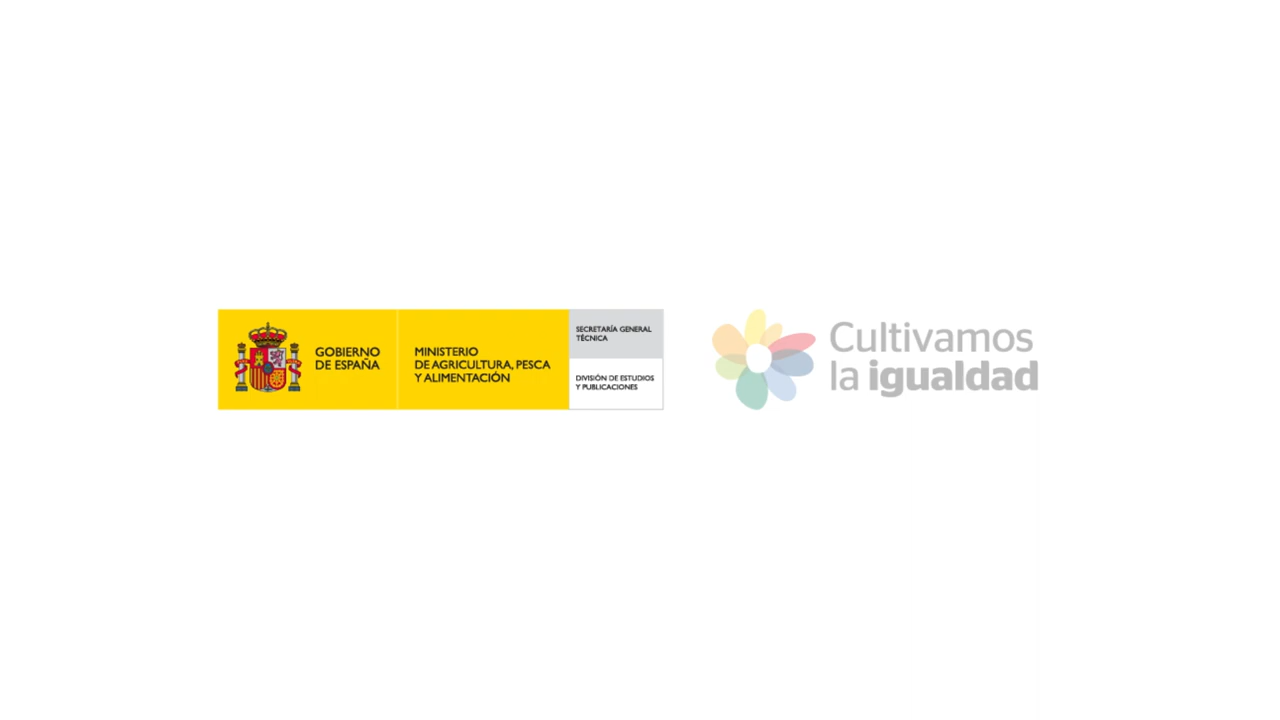 GOBIERNO
DE ESPAÑA
MINISTERIO
DE AGRICULTURA, PESCA
Y ALIMENTACIÓN
SECRETARÍA GENERAL
TÉCNICA
DIVISIÓN DE ESTUDIOS
Y PUBLICACIONES
Cultivamos
la igualdad